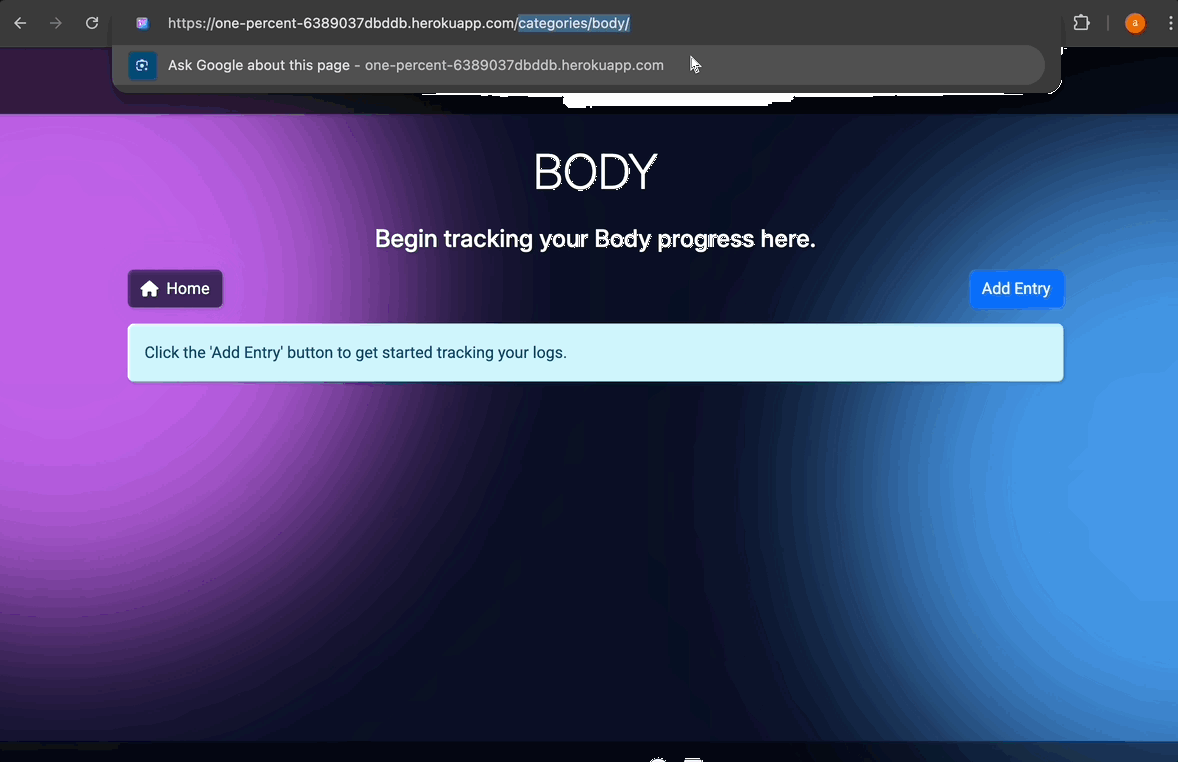 https://one-percent-6389037dbddb.herokuapp.com/categories/body/
a
Ask Google about this page - one-percent-6389037dbddb.herokuapp.com
BODY
Begin tracking your Body progress here.
Home
Add Entry
Click the 'Add Entry' button to get started tracking your logs.